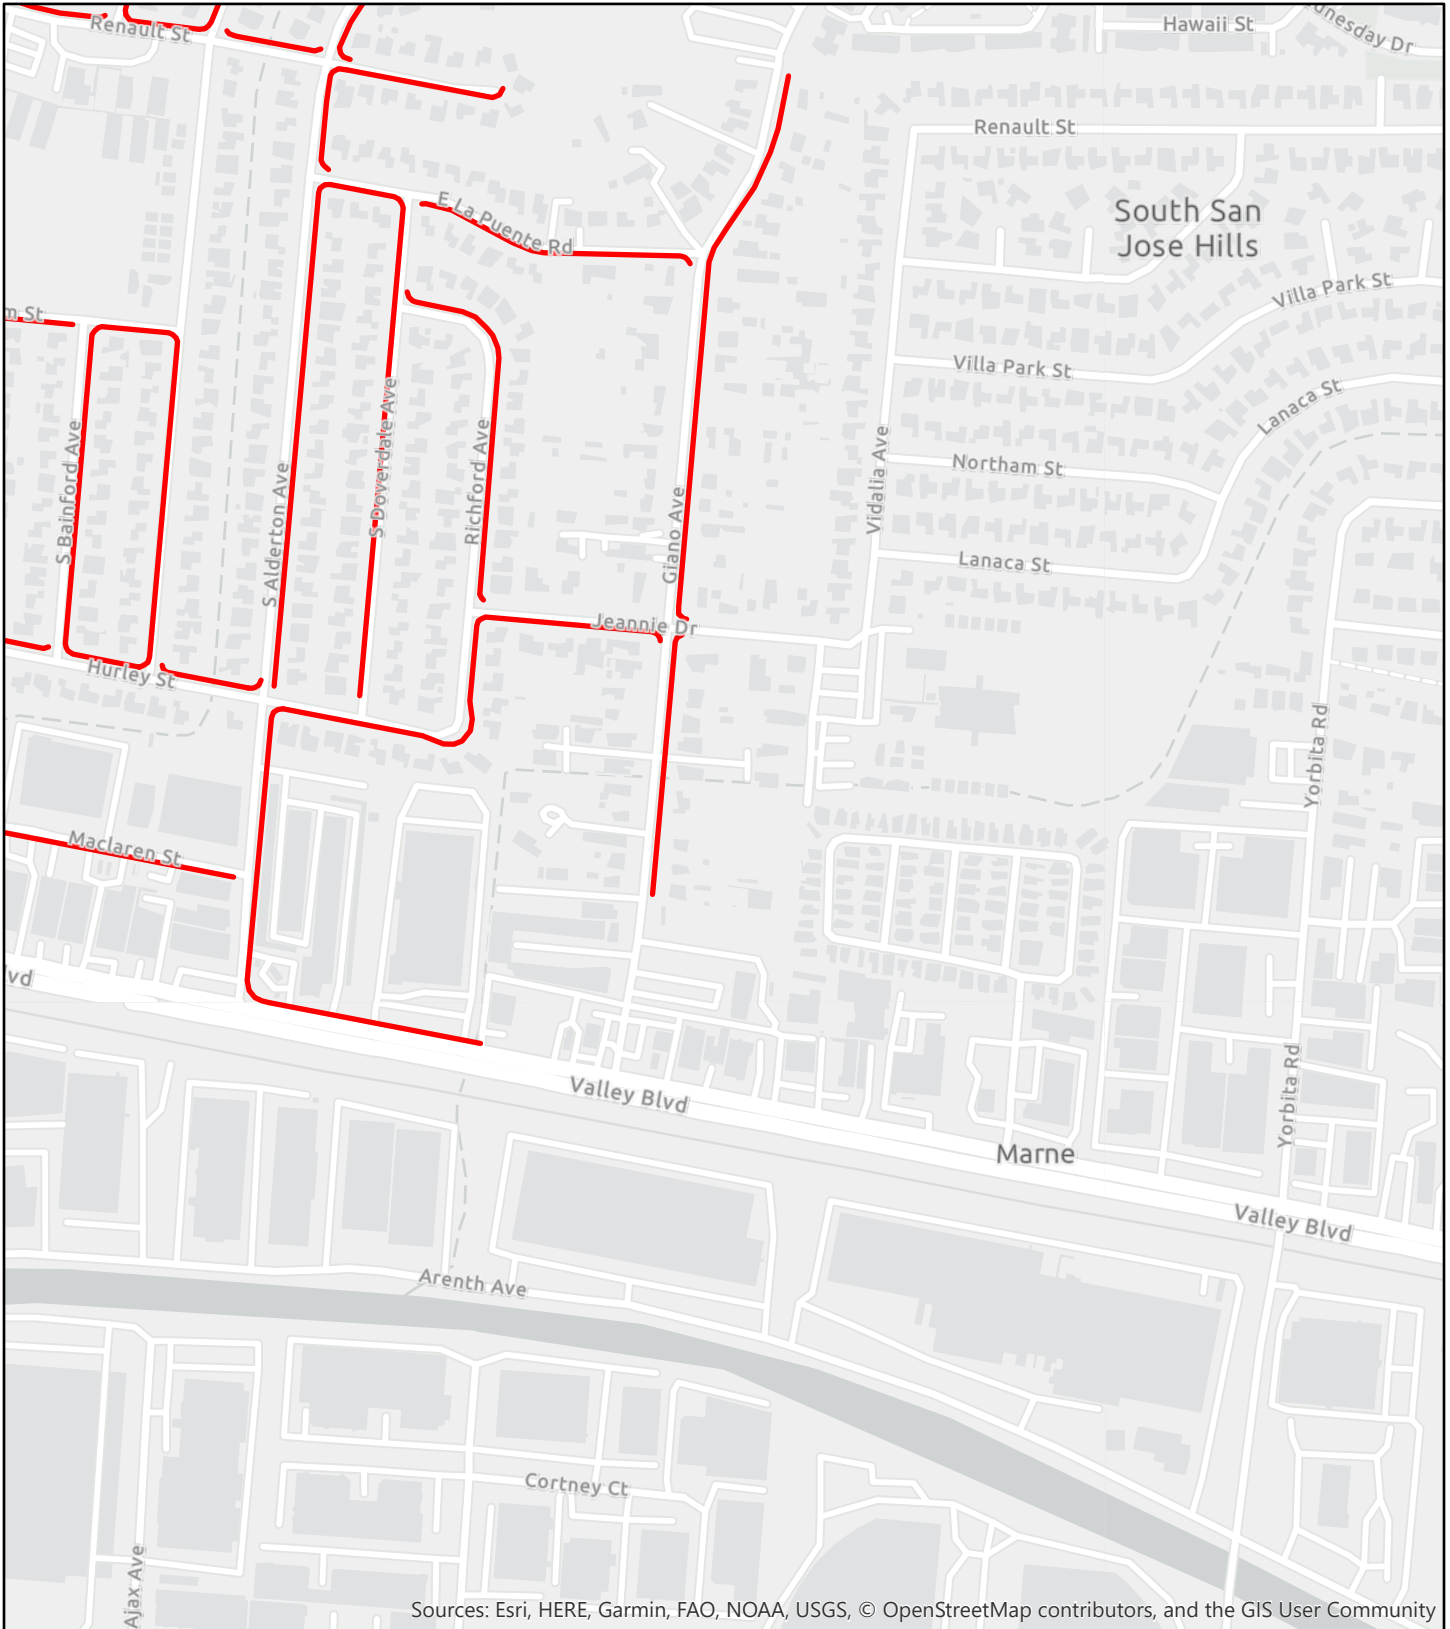 Renault St
Hawaii St
unesday Dr
Renault St
E La Puente Rd
South San
Jose Hills
Villa Park St
m St
Villa Park St
Lanaca St
S Bainford Ave
S Alderton Ave
S Doverdale Ave
Richford Ave
Giano Ave
Vidalia Ave
Northam St
Lanaca St
Jeannie Dr
Hurley St
Yorbita Rd
Maclaren St
lvd
Valley Blvd
Yorbita Rd
Marne
Valley Blvd
Arenth Ave
Cortney Ct
Ajax Ave
Sources: Esri, HERE, Garmin, FAO, NOAA, USGS, © OpenStreetMap contributors, and the GIS User Community